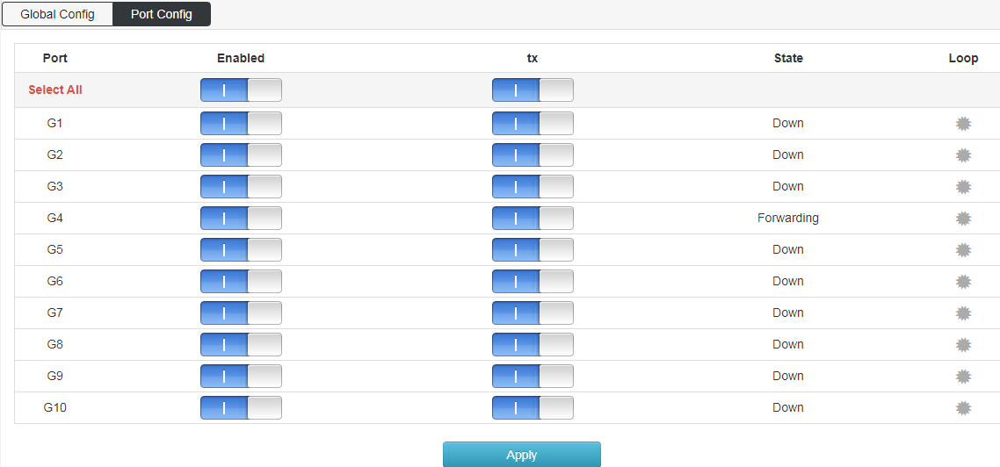 Global Config Port Config
Port Enabled tx State Loop
Select All
G1 Down
G2 Down
G3 Down
G4 Forwarding
G5 Down
G6 Down
G7 Down
G8 Down
G9 Down
G10 Down
Apply